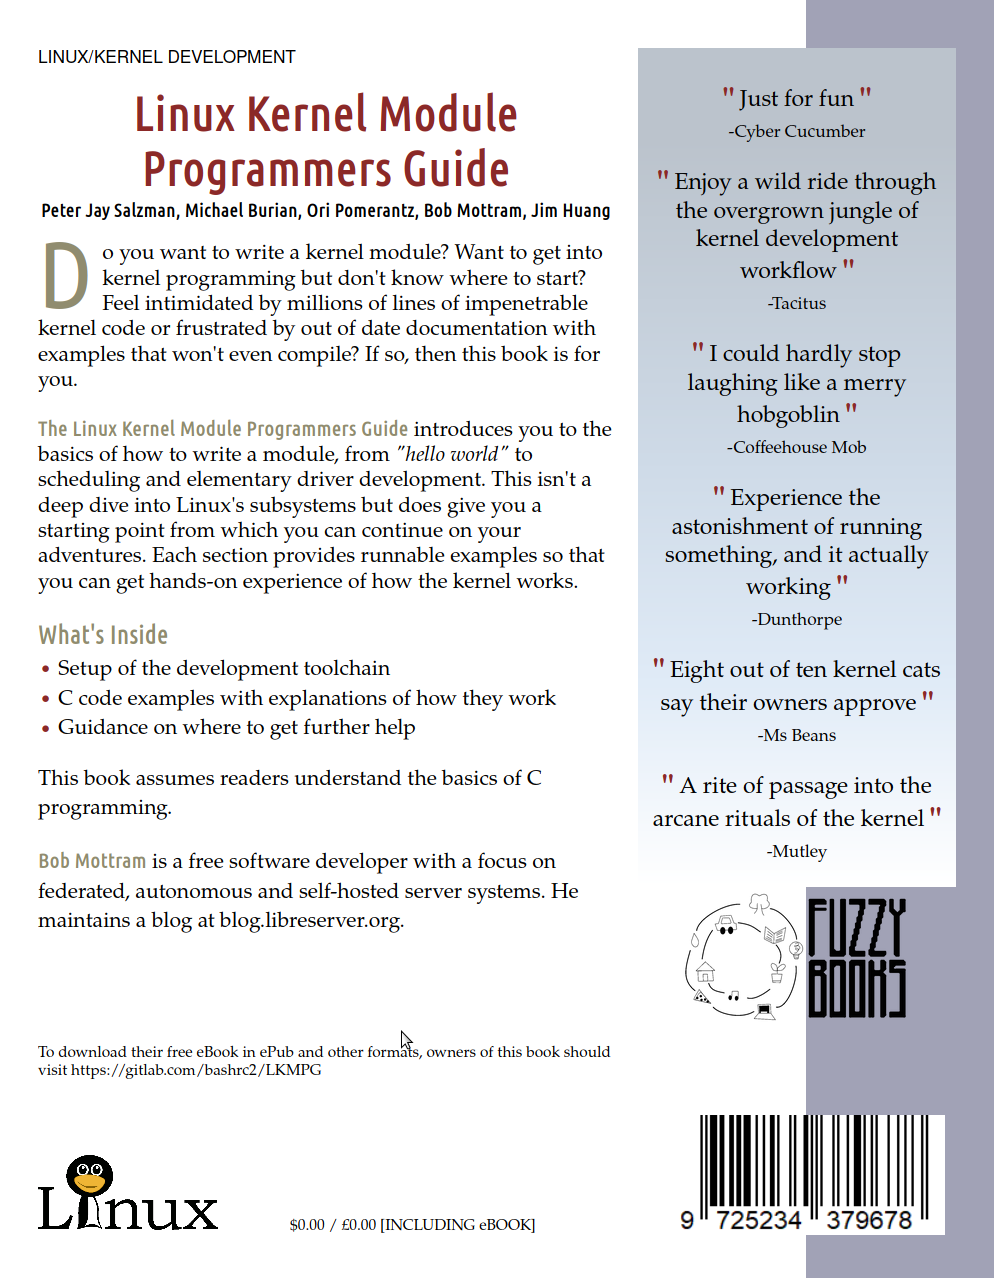 LINUX/KERNEL DEVELOPMENT
Linux Kernel Module
Programmers Guide
Peter Jay Salzman, Michael Burian, Ori Pomerantz, Bob Mottram, Jim Huang
Do you want to write a kernel module? Want to get into
kernel programming but don't know where to start?
Feel intimidated by millions of lines of impenetrable
kernel code or frustrated by out of date documentation with
examples that won't even compile? If so, then this book is for
you.
The Linux Kernel Module Programmers Guide introduces you to the
basics of how to write a module, from "hello world" to
scheduling and elementary driver development. This isn't a
deep dive into Linux's subsystems but does give you a
starting point from which you can continue on your
adventures. Each section provides runnable examples so that
you can get hands-on experience of how the kernel works.
What's Inside
• Setup of the development toolchain
• C code examples with explanations of how they work
• Guidance on where to get further help
This book assumes readers understand the basics of C
programming.
Bob Mottram is a free software developer with a focus on
federated, autonomous and self-hosted server systems. He
maintains a blog at blog.libreserver.org.
To download their free eBook in ePub and other formats, owners of this book should
visit https://gitlab.com/bashrc2/LKMPG
Linux
$0.00 / £0.00 [INCLUDING eBOOK]
" Just for fun "
-Cyber Cucumber
" Enjoy a wild ride through
the overgrown jungle of
kernel development
workflow "
-Tacitus
" I could hardly stop
laughing like a merry
hobgoblin "
-Coffeehouse Mob
" Experience the
astonishment of running
something, and it actually
working "
-Dunthorpe
" Eight out of ten kernel cats
say their owners approve "
-Ms Beans
" A rite of passage into the
arcane rituals of the kernel "
-Mutley
FUZZY
BOOKS
9 725234 379678